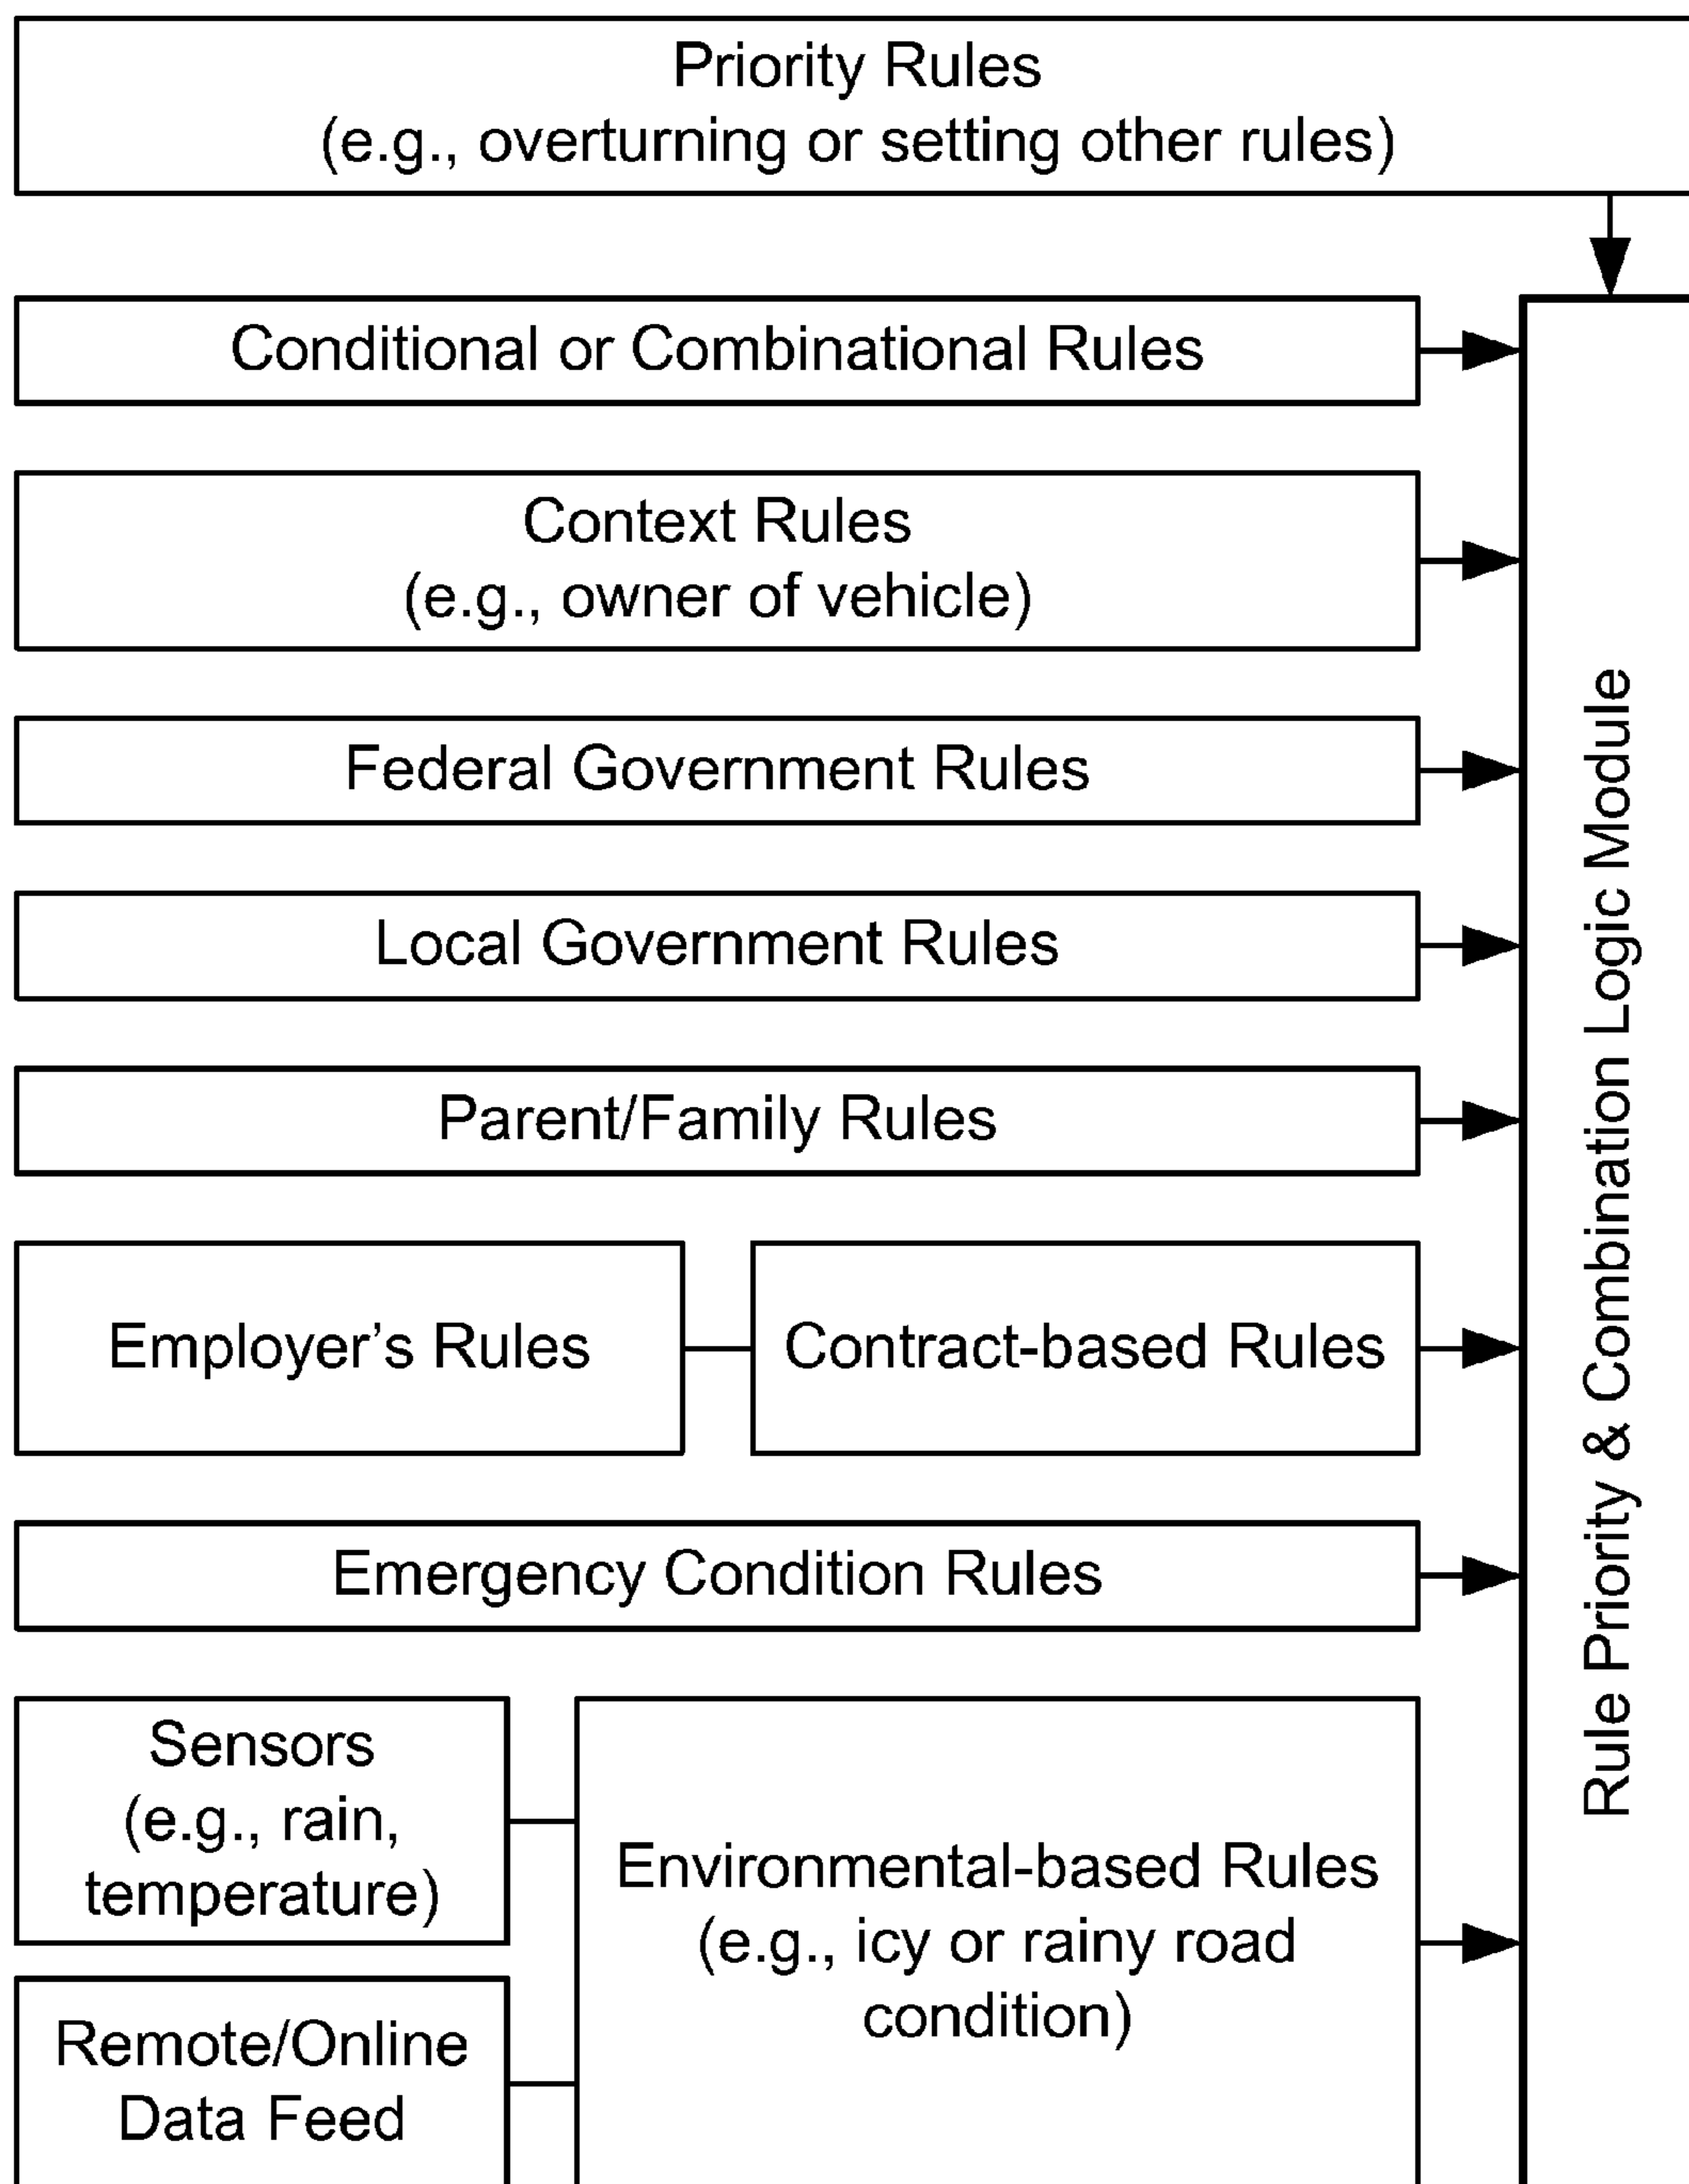 Priority Rules
(e.g., overturning or setting other rules)
Conditional or Combinational Rules
Context Rules
(e.g., owner of vehicle)
Federal Government Rules
Local Government Rules
Parent/Family Rules
Employer’s Rules
Contract-based Rules
Emergency Condition Rules
Sensors
(e.g., rain,
temperature)
Remote/Online
Data Feed
Environmental-based Rules
(e.g., icy or rainy road
condition)
Rule Priority & Combination Logic Module